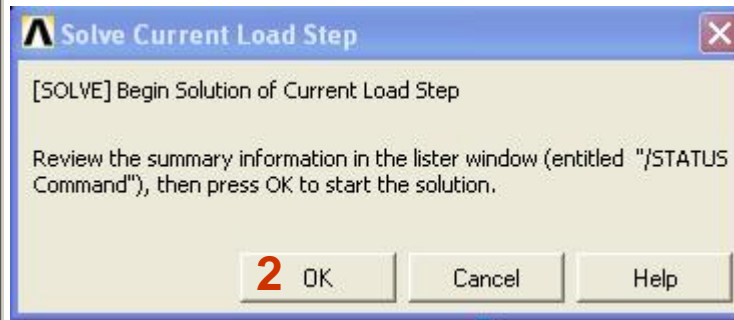 Solve Current Load Step
[SOLVE] Begin Solution of Current Load Step
Review the summary information in the lister window (entitled "/STATUS
Command"), then press OK to start the solution.
2 OK Cancel Help